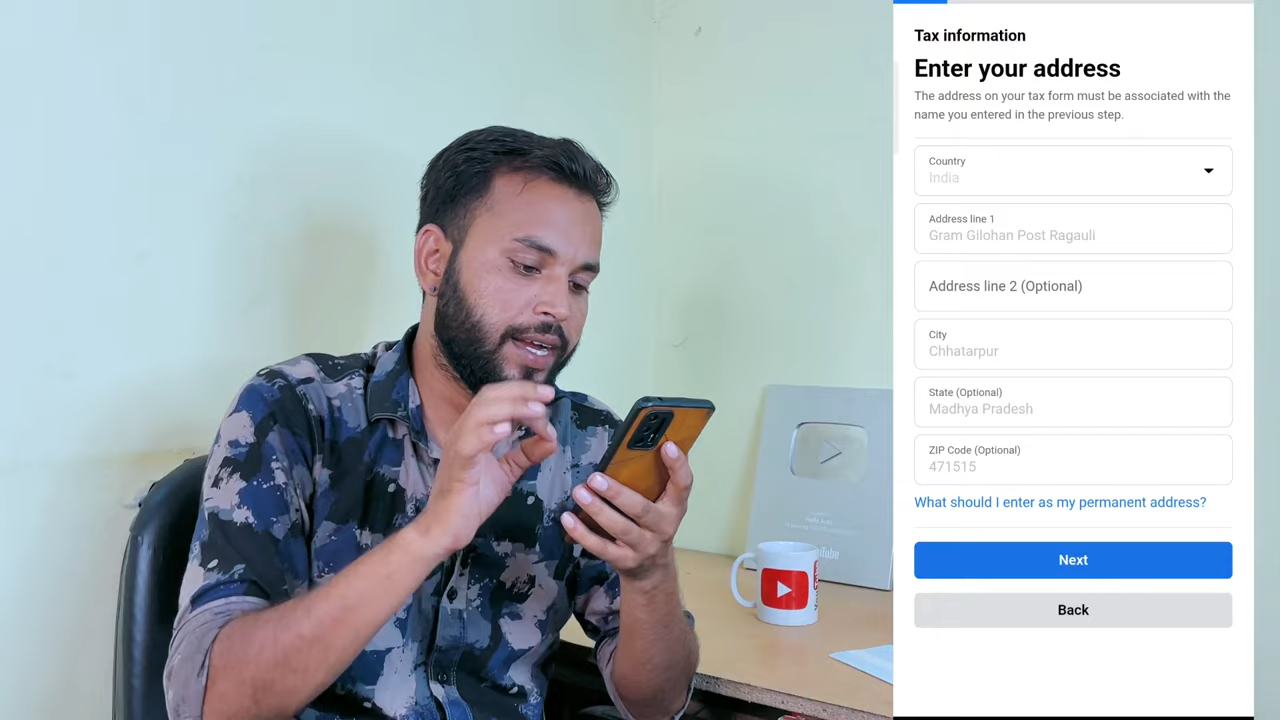 Tax information
Enter your address
The address on your tax form must be associated with the
name you entered in the previous step.
Country
India
Address line 1
Gram Gilohan Post Ragauli
Address line 2 (Optional)
City
Chhatarpur
State (Optional)
Madhya Pradesh
ZIP Code (Optional)
471515
What should I enter as my permanent address?
Next
Back